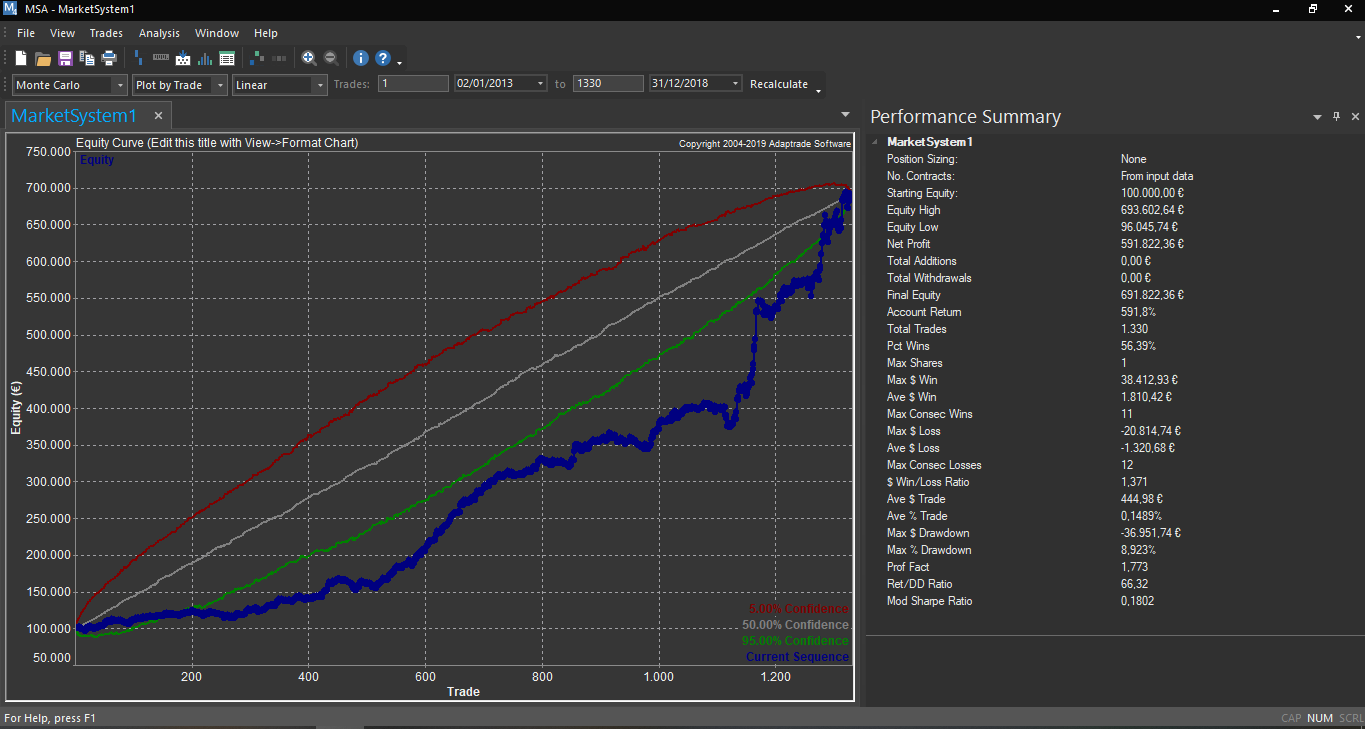 MSA - MarketSystem1
File View Trades Analysis Window Help
Monte Carlo Plot by Trade Linear Trades: 1 02/01/2013 to 1330 31/12/2018 Recalculate
MarketSystem1
Equity Curve (Edit this title with View->Format Chart)
Copyright 2004-2019 Adaptrade Software
Equity
750.000
700.000
650.000
600.000
550.000
500.000
450.000
400.000
350.000
300.000
250.000
200.000
150.000
100.000
50.000
Equity (€)
5.00% Confidence
50.00% Confidence
95.00% Confidence
Current Sequence
200 400 600 800 1.000 1.200
Trade
Performance Summary
MarketSystem1
Position Sizing: None
No. Contracts: From input data
Starting Equity: 100.000,00 €
Equity High 693.602,64 €
Equity Low 96.045,74 €
Net Profit 591.822,36 €
Total Additions 0,00 €
Total Withdrawals 0,00 €
Final Equity 691.822,36 €
Account Return 591,8%
Total Trades 1.330
Pct Wins 56,39%
Max Shares 1
Max $ Win 38.412,93 €
Ave $ Win 1.810,42 €
Max Consec Wins 11
Max $ Loss -20.814,74 €
Ave $ Loss -1.320,68 €
Max Consec Losses 12
$ Win/Loss Ratio 1,371
Ave $ Trade 444,98 €
Ave % Trade 0,1489%
Max $ Drawdown -36.951,74 €
Max % Drawdown 8,923%
Prof Fact 1,773
Ret/DD Ratio 66,32
Mod Sharpe Ratio 0,1802
For Help, press F1
CAP NUM SCRL